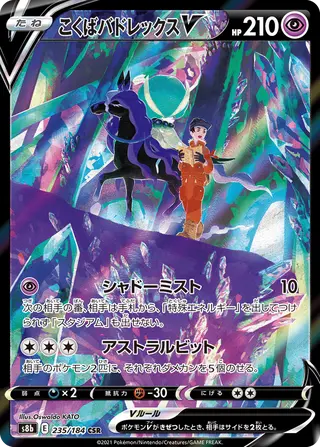 たね こくばバドレックスV HP210
シャドーミスト 10
次の相手の番、相手は手札から、「特殊エネルギー」を出してつけ
られず「スタジアム」も出せない。
アストラルビット
相手のポケモン2匹に、それぞれダメカンを5個のせる。
弱点 ×2 抵抗力 -30 にげる
Illus.Oswaldo KATO
s8b E 235/184 CSR
Vルール
ポケモンVがきぜつしたとき、相手はサイドを2枚とる。
©2021 Pokémon/Nintendo/Creatures/GAME FREAK.